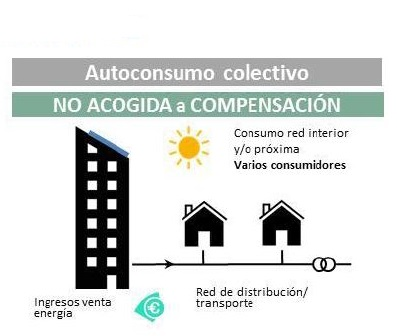 Autoconsumo colectivo
NO ACOGIDA a COMPENSACIÓN
Consumo red interior
y/o próxima
Varios consumidores
Red de distribución/
transporte
Ingresos venta
energía
€